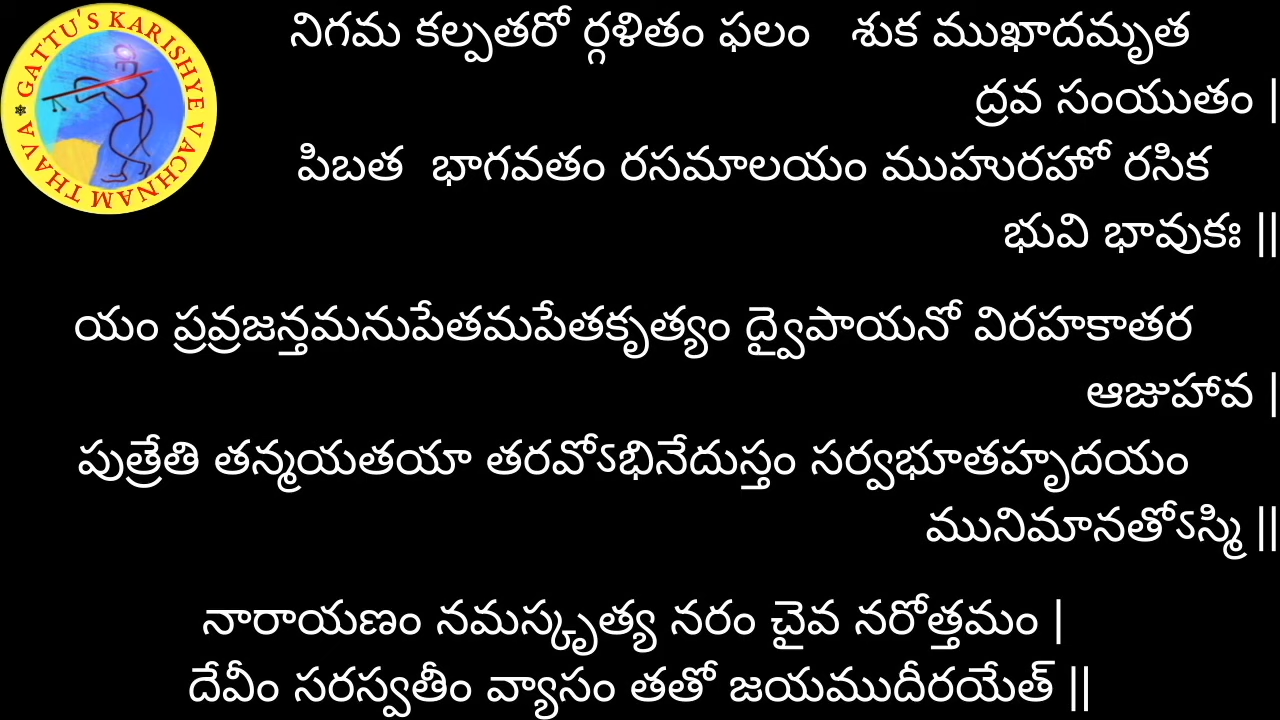 GATTU'S KARISHYE VACHNAM THAVA
నిగమ కల్పతరో ర్గళితం ఫలం శుక ముఖాదమృత
ద్రవ సంయుతం |
పిబత భాగవతం రసమాలయం ముహురహో రసిక
భువి భావుకః ||
యం ప్రవ్రజన్తమనుపేతమపేతకృత్యం ద్వైపాయనో విరహకాతర
ఆజుహావ |
పుత్రేతి తన్మయతయా తరవోఽభినేదుస్తం సర్వభూతహృదయం
మునిమానతోఽస్మి ||
నారాయణం నమస్కృత్య నరం చైవ నరోత్తమం |
దేవీం సరస్వతీం వ్యాసం తతో జయముదీరయేత్ ||